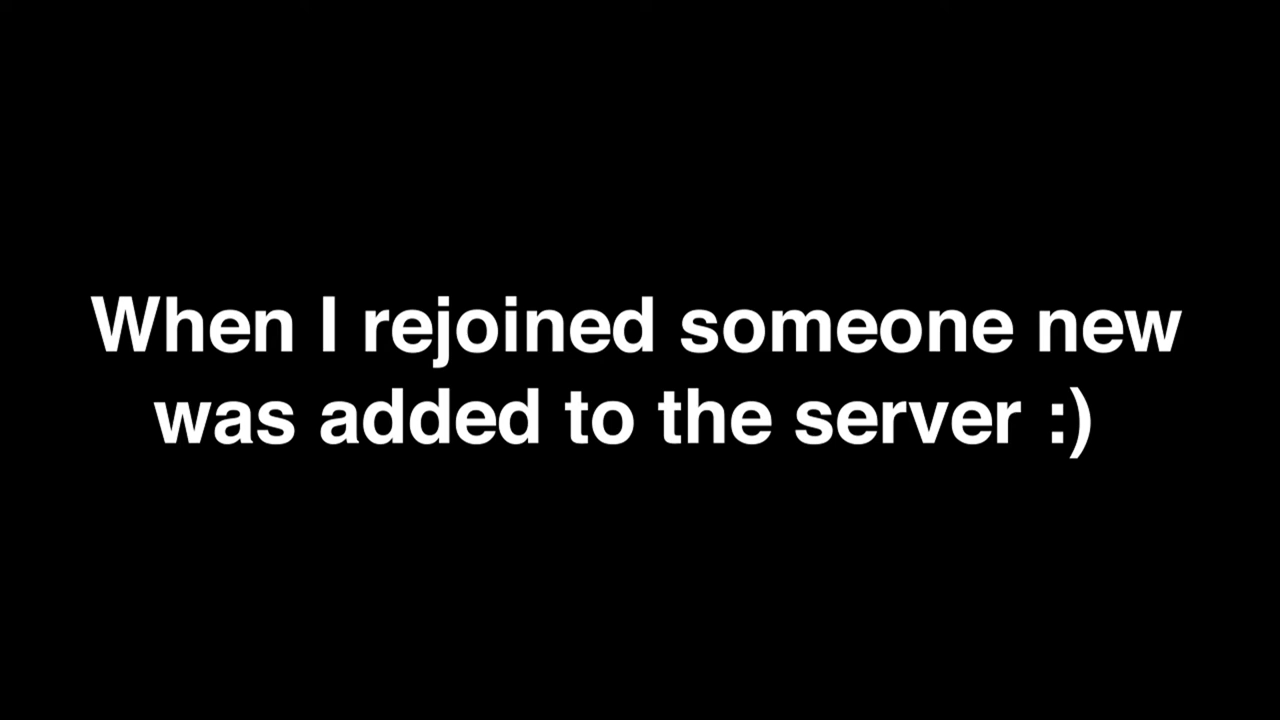 When I rejoined someone new
was added to the server :)